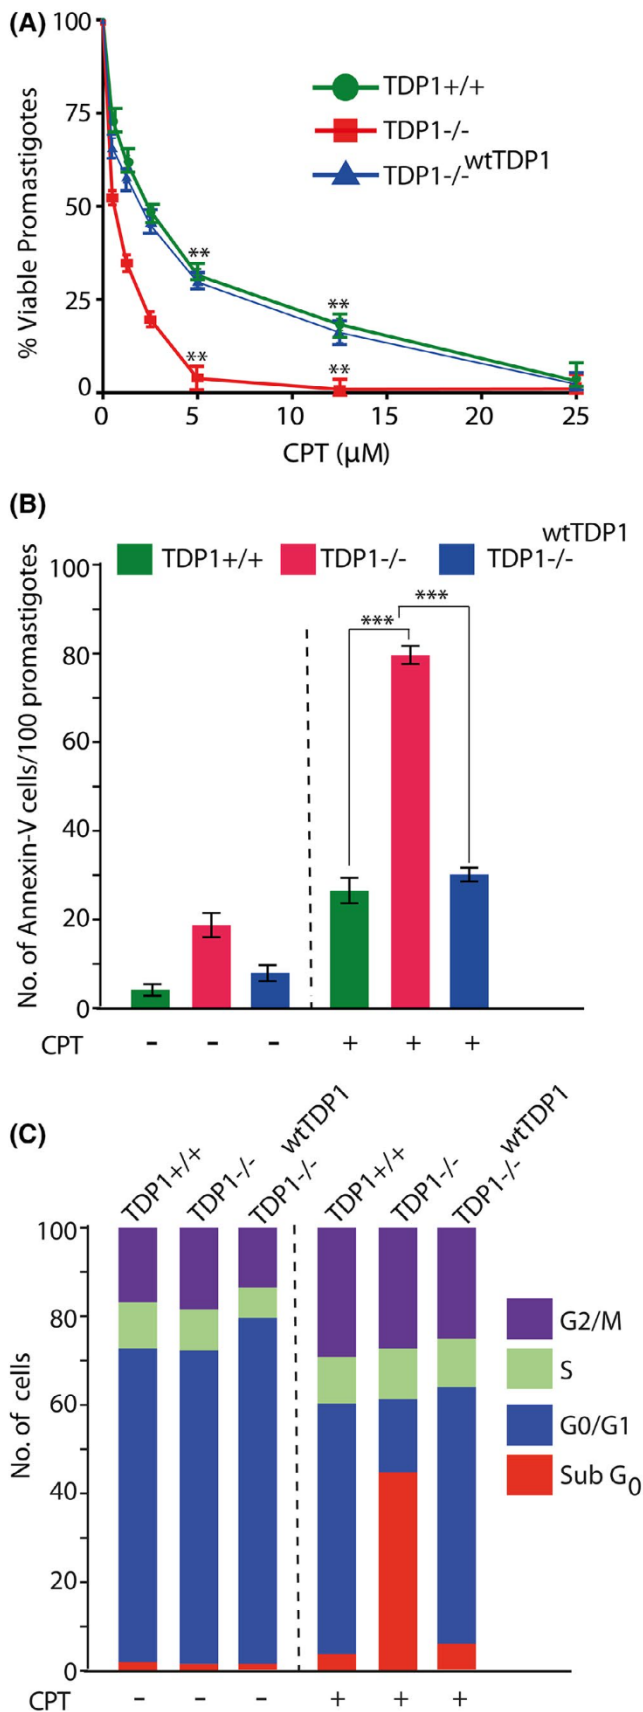 (A)
100
75
50
25
0
% Viable Promastigotes
TDP1+/+
TDP1-/-
TDP1-/-wtTDP1
**
**
**
**
0 5 10 15 20 25
CPT (μM)
(B)
TDP1+/+ TDP1-/- TDP1-/-wtTDP1
100
80
60
40
20
0
No. of Annexin-V cells/100 promastigotes
***
***
CPT - - - + + +
(C)
TDP1+/+ TDP1-/- TDP1-/-wtTDP1 TDP1+/+ TDP1-/- TDP1-/-wtTDP1
100
80
60
40
20
0
No. of cells
G2/M
S
G0/G1
Sub G0
CPT - - - + + +